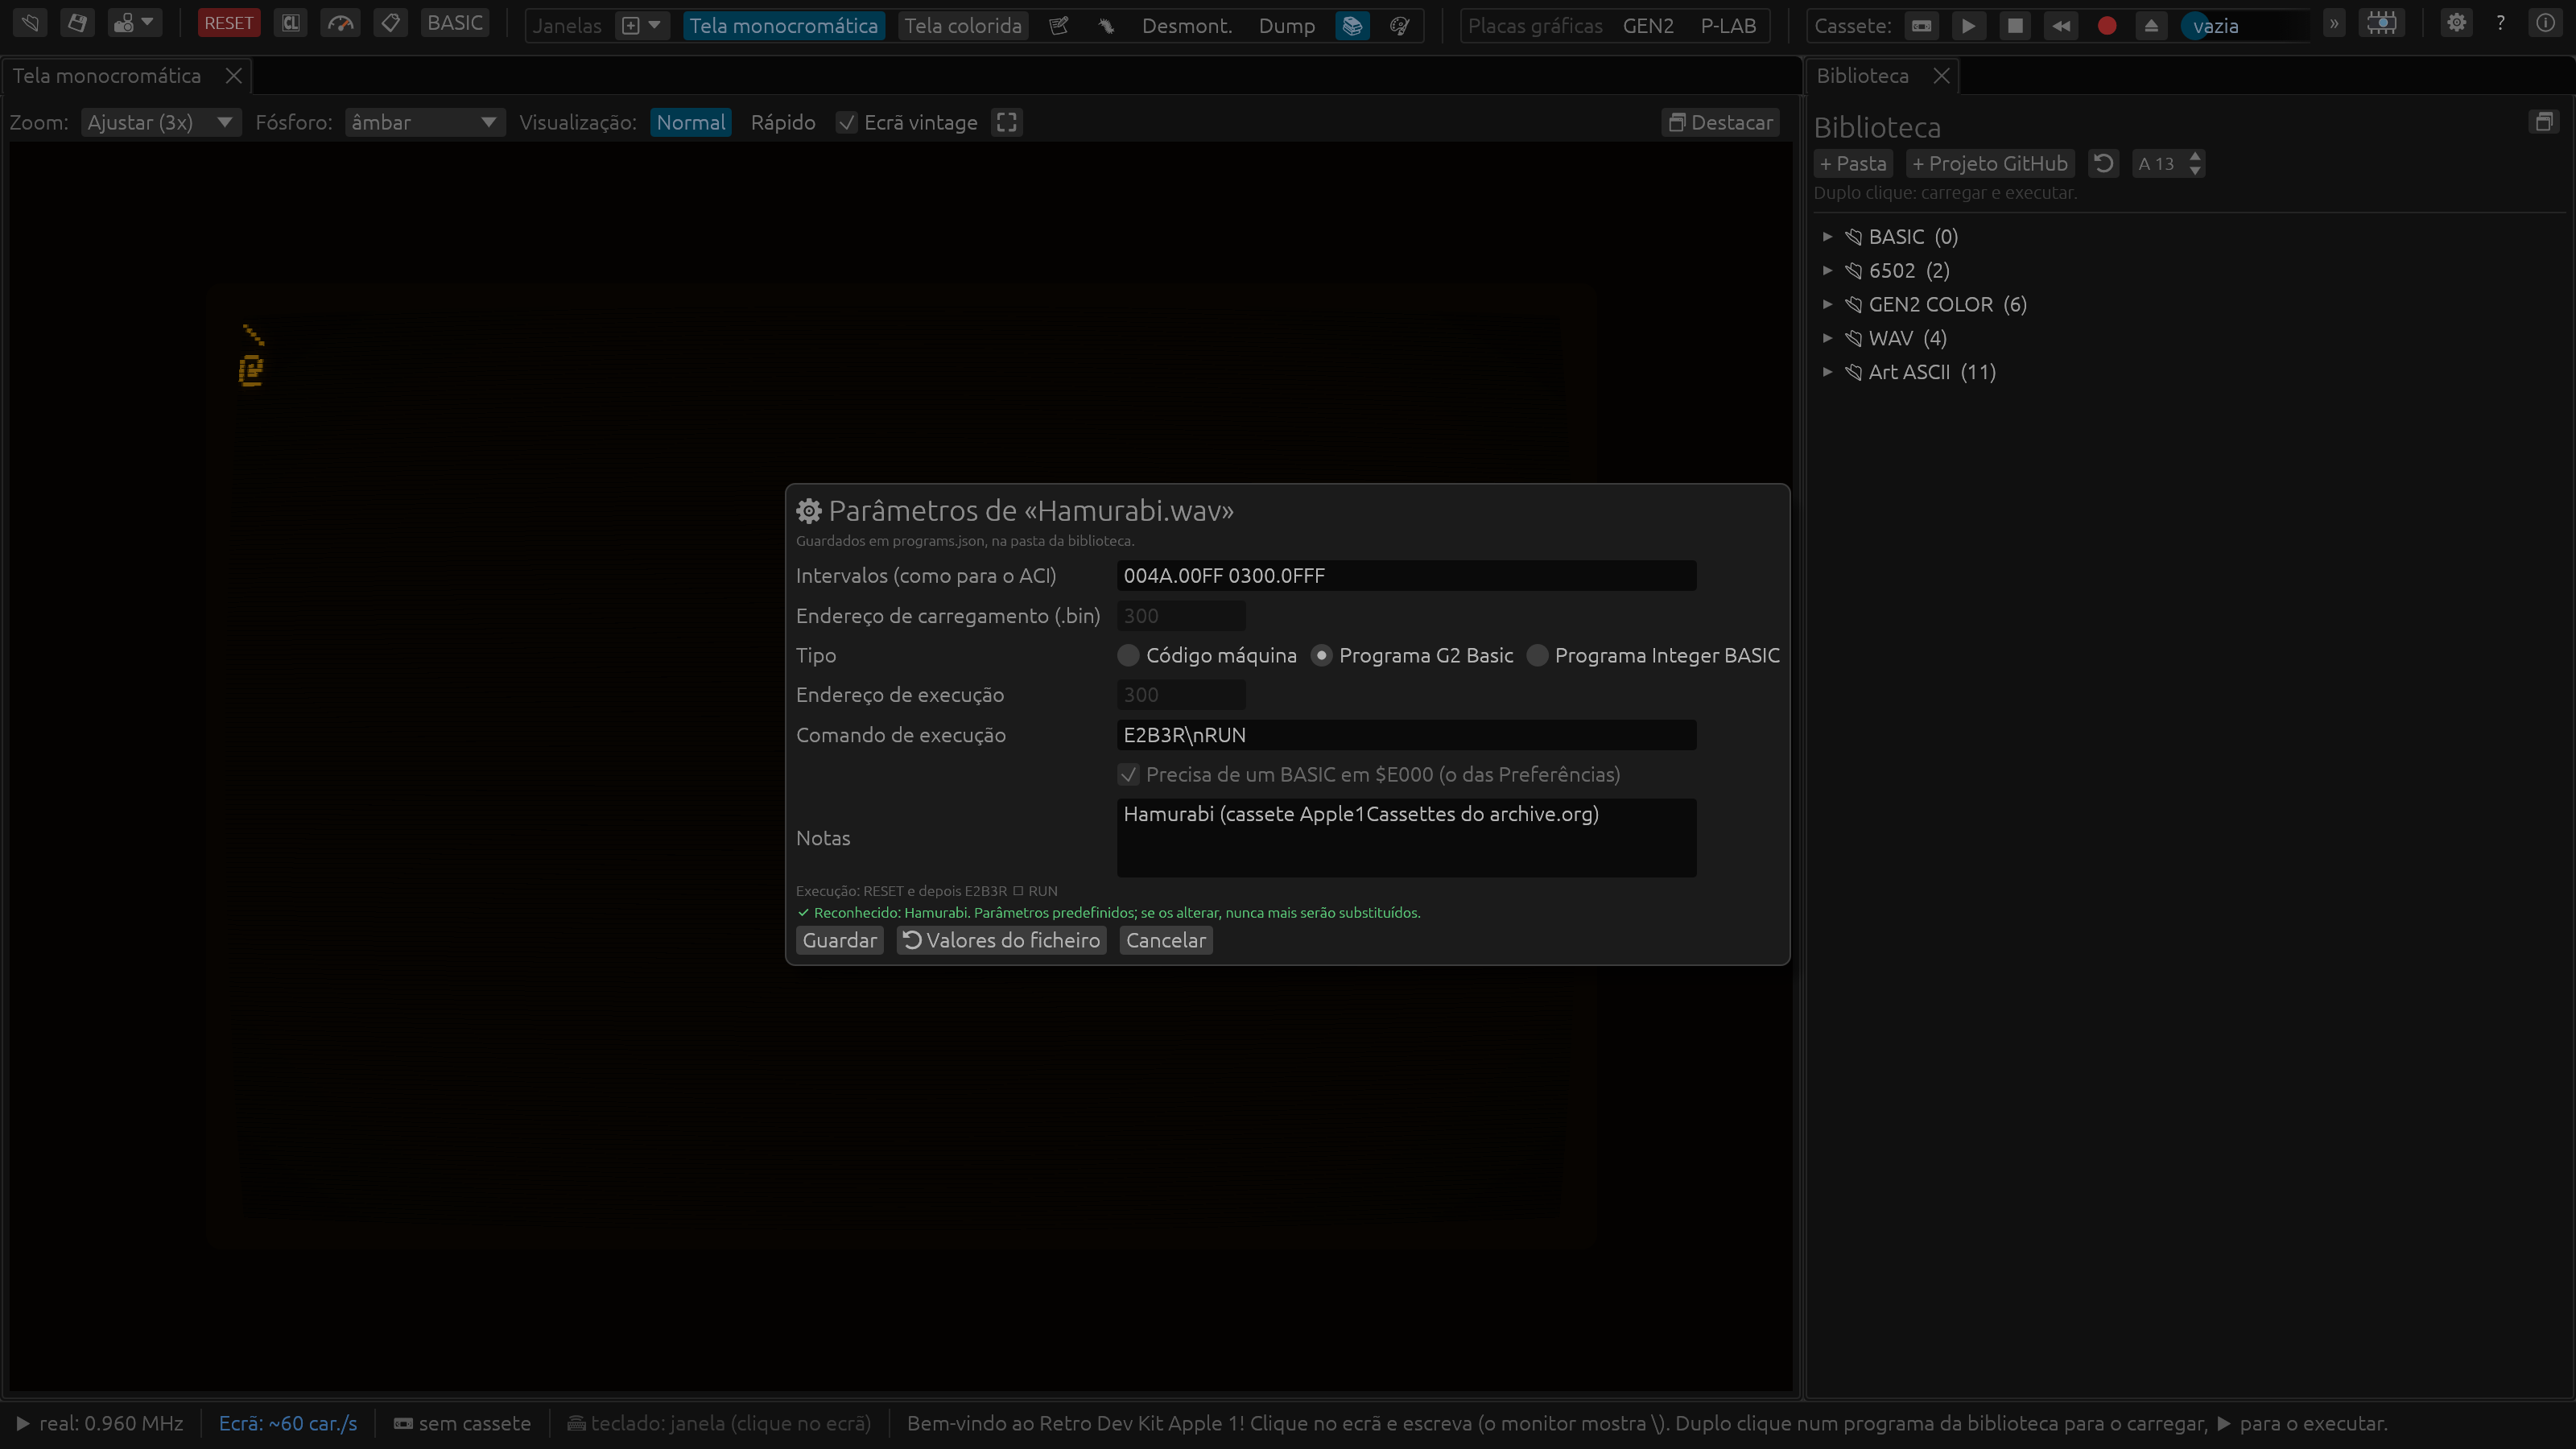 RESET BASIC Janelas Tela monocromática Tela colorida Desmont. Dump Placas gráficas GEN2 P-LAB Cassete: vazia » ?
Tela monocromática
Zoom: Ajustar (3x) Fósforo: âmbar Visualização: Normal Rápido Ecrã vintage Destacar
\
@
Biblioteca
Biblioteca
+ Pasta + Projeto GitHub A 13
Duplo clique: carregar e executar.
BASIC (0)
6502 (2)
GEN2 COLOR (6)
WAV (4)
Art ASCII (11)
Parâmetros de «Hamurabi.wav»
Guardados em programs.json, na pasta da biblioteca.
Intervalos (como para o ACI) 004A.00FF 0300.0FFF
Endereço de carregamento (.bin) 300
Tipo Código máquina Programa G2 Basic Programa Integer BASIC
Endereço de execução 300
Comando de execução E2B3R\nRUN
Precisa de um BASIC em $E000 (o das Preferências)
Notas Hamurabi (cassete Apple1Cassettes do archive.org)
Execução: RESET e depois E2B3R □ RUN
✓ Reconhecido: Hamurabi. Parâmetros predefinidos; se os alterar, nunca mais serão substituídos.
Guardar Valores do ficheiro Cancelar
real: 0.960 MHz Ecrã: ~60 car./s sem cassete teclado: janela (clique no ecrã) Bem-vindo ao Retro Dev Kit Apple 1! Clique no ecrã e escreva (o monitor mostra \). Duplo clique num programa da biblioteca para o carregar, ▶ para o executar.